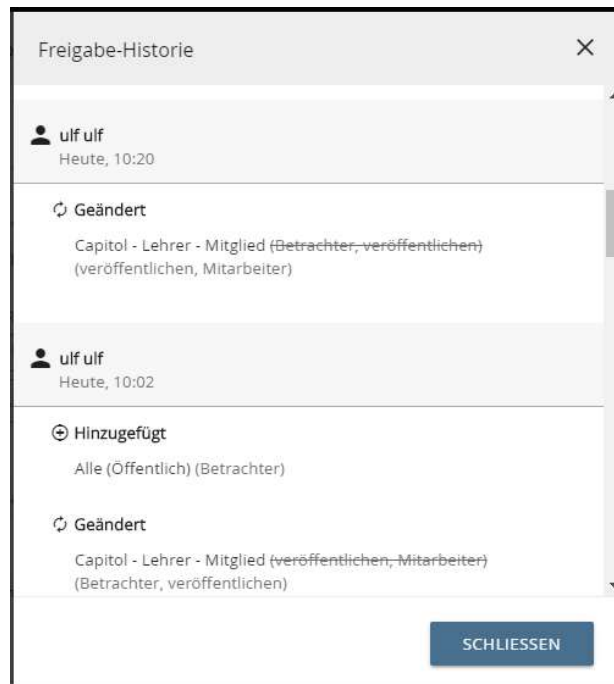 Freigabe-Historie
ulf ulf
Heute, 10:20
Geändert
Capitol - Lehrer - Mitglied (Betrachter, veröffentlichen)
(veröffentlichen, Mitarbeiter)
ulf ulf
Heute, 10:02
Hinzugefügt
Alle (Öffentlich) (Betrachter)
Geändert
Capitol - Lehrer - Mitglied (veröffentlichen, Mitarbeiter)
(Betrachter, veröffentlichen)
SCHLIESSEN